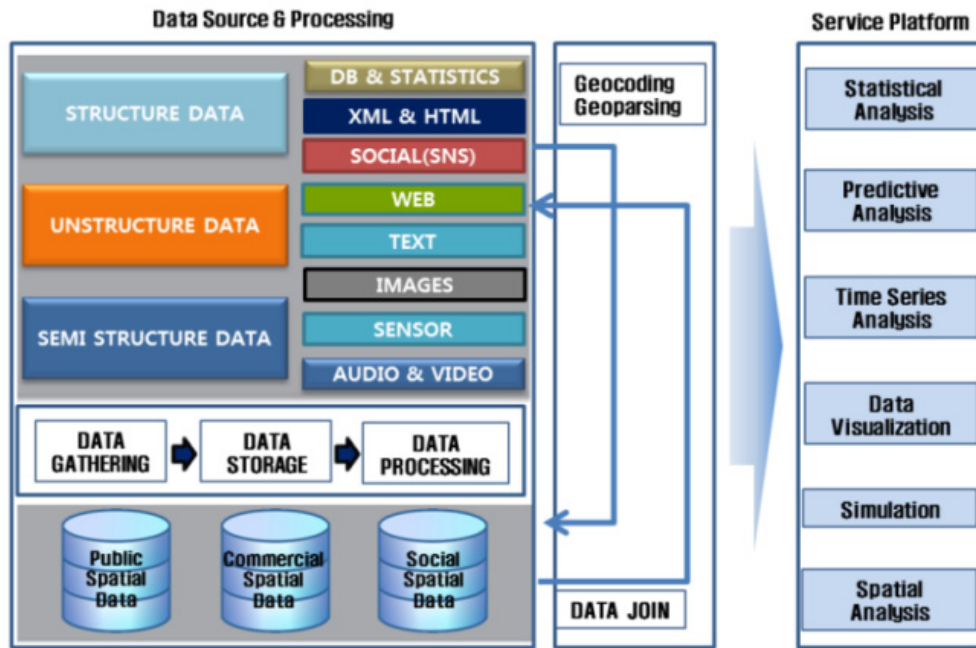 Data Source & Processing
Service Platform
STRUCTURE DATA
UNSTRUCTURE DATA
SEMI STRUCTURE DATA
DB & STATISTICS
XML & HTML
SOCIAL(SNS)
WEB
TEXT
IMAGES
SENSOR
AUDIO & VIDEO
DATA
GATHERING
DATA
STORAGE
DATA
PROCESSING
Public
Spatial
Data
Commercial
Spatial
Data
Social
Spatial
Data
Geocoding
Geoparsing
DATA JOIN
Statistical
Analysis
Predictive
Analysis
Time Series
Analysis
Data
Visualization
Simulation
Spatial
Analysis